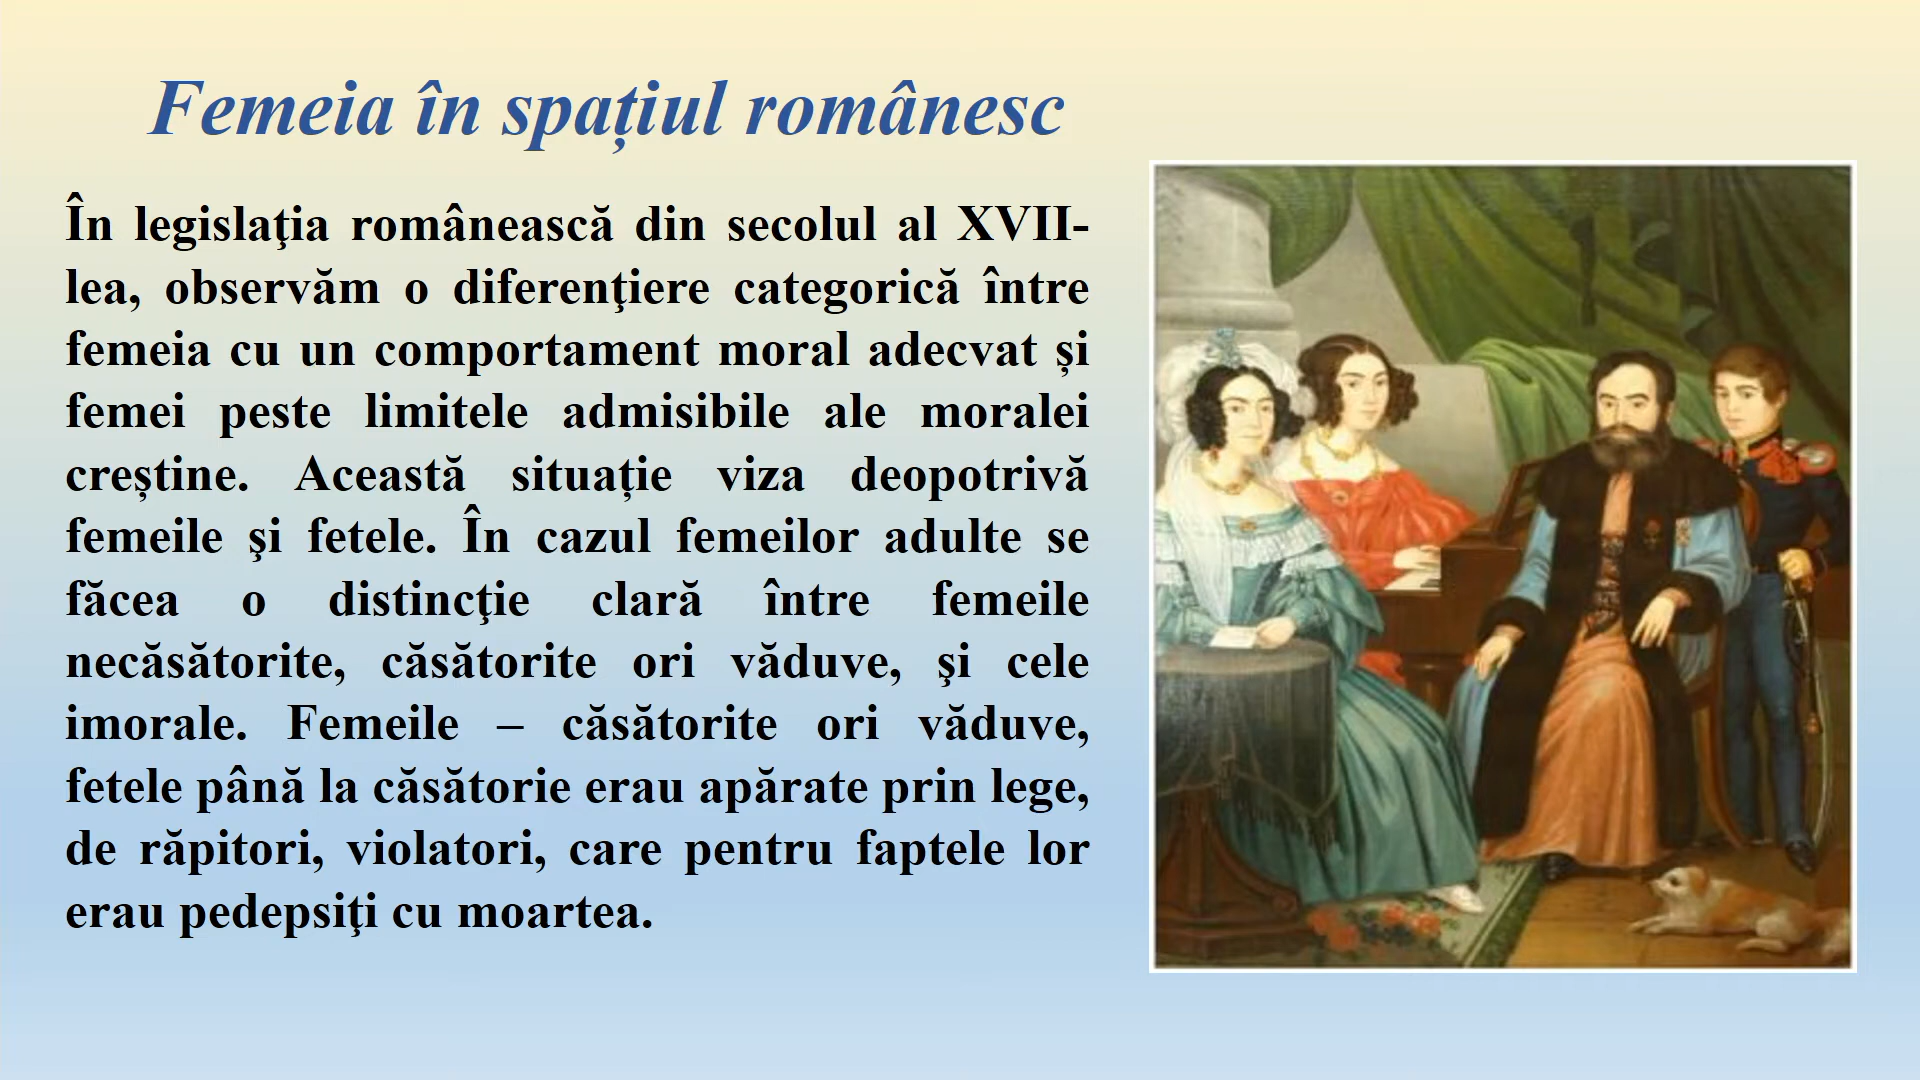 Femeia în spațiul românesc
În legislaţia românească din secolul al XVII-
lea, observăm o diferenţiere categorică între
femeia cu un comportament moral adecvat și
femei peste limitele admisibile ale moralei
creștine. Această situație viza deopotrivă
femeile şi fetele. În cazul femeilor adulte se
făcea o distincţie clară între femeile
necăsătorite, căsătorite ori văduve, şi cele
imorale. Femeile – căsătorite ori văduve,
fetele până la căsătorie erau apărate prin lege,
de răpitori, violatori, care pentru faptele lor
erau pedepsiţi cu moartea.